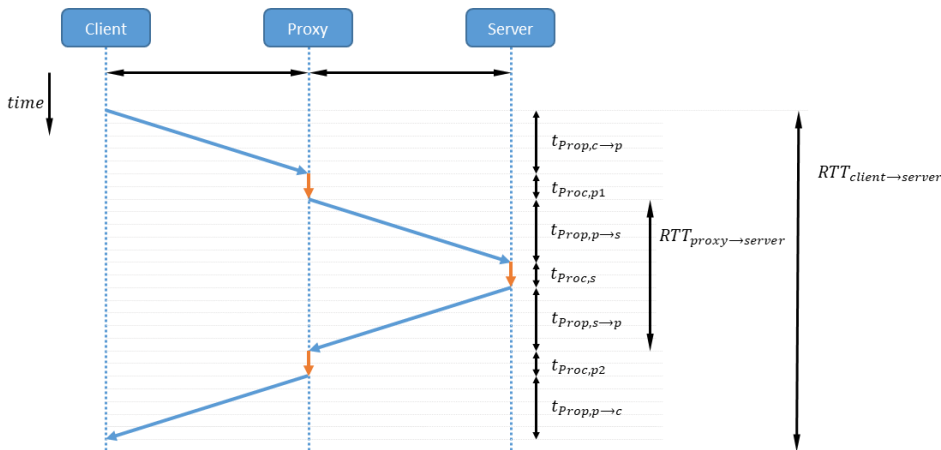 Client
Proxy
Server
time
t_{Prop,c→p}
t_{Proc,p1}
t_{Prop,p→s}
t_{Proc,s}
t_{Prop,s→p}
t_{Proc,p2}
t_{Prop,p→c}
RTT_{proxy→server}
RTT_{client→server}